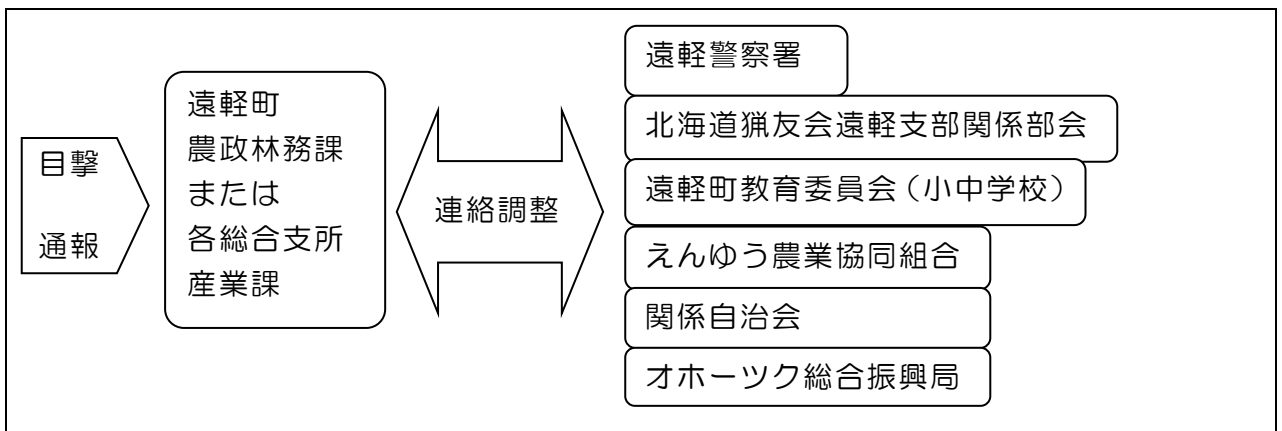 目撃
通報
遠軽町
農政林務課
または
各総合支所
産業課
連絡調整
遠軽警察署
北海道猟友会遠軽支部関係部会
遠軽町教育委員会（小中学校）
えんゆう農業協同組合
関係自治会
オホーツク総合振興局